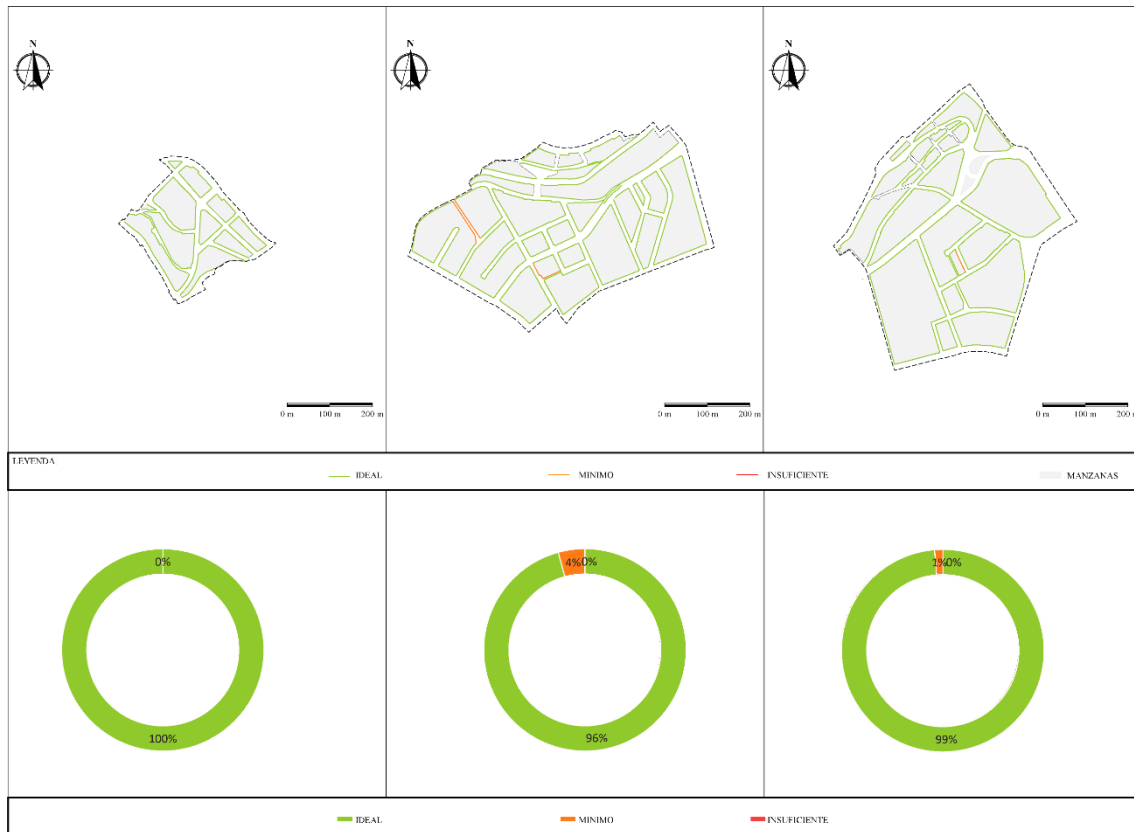 N
N
N
0 m 100 m 200 m
0 m 100 m 200 m
0 m 100 m 200 m
LEYENDA
IDEAL MINIMO INSUFICIENTE MANZANAS
0%
4% 0%
1% 0%
100%
96%
99%
IDEAL MINIMO INSUFICIENTE